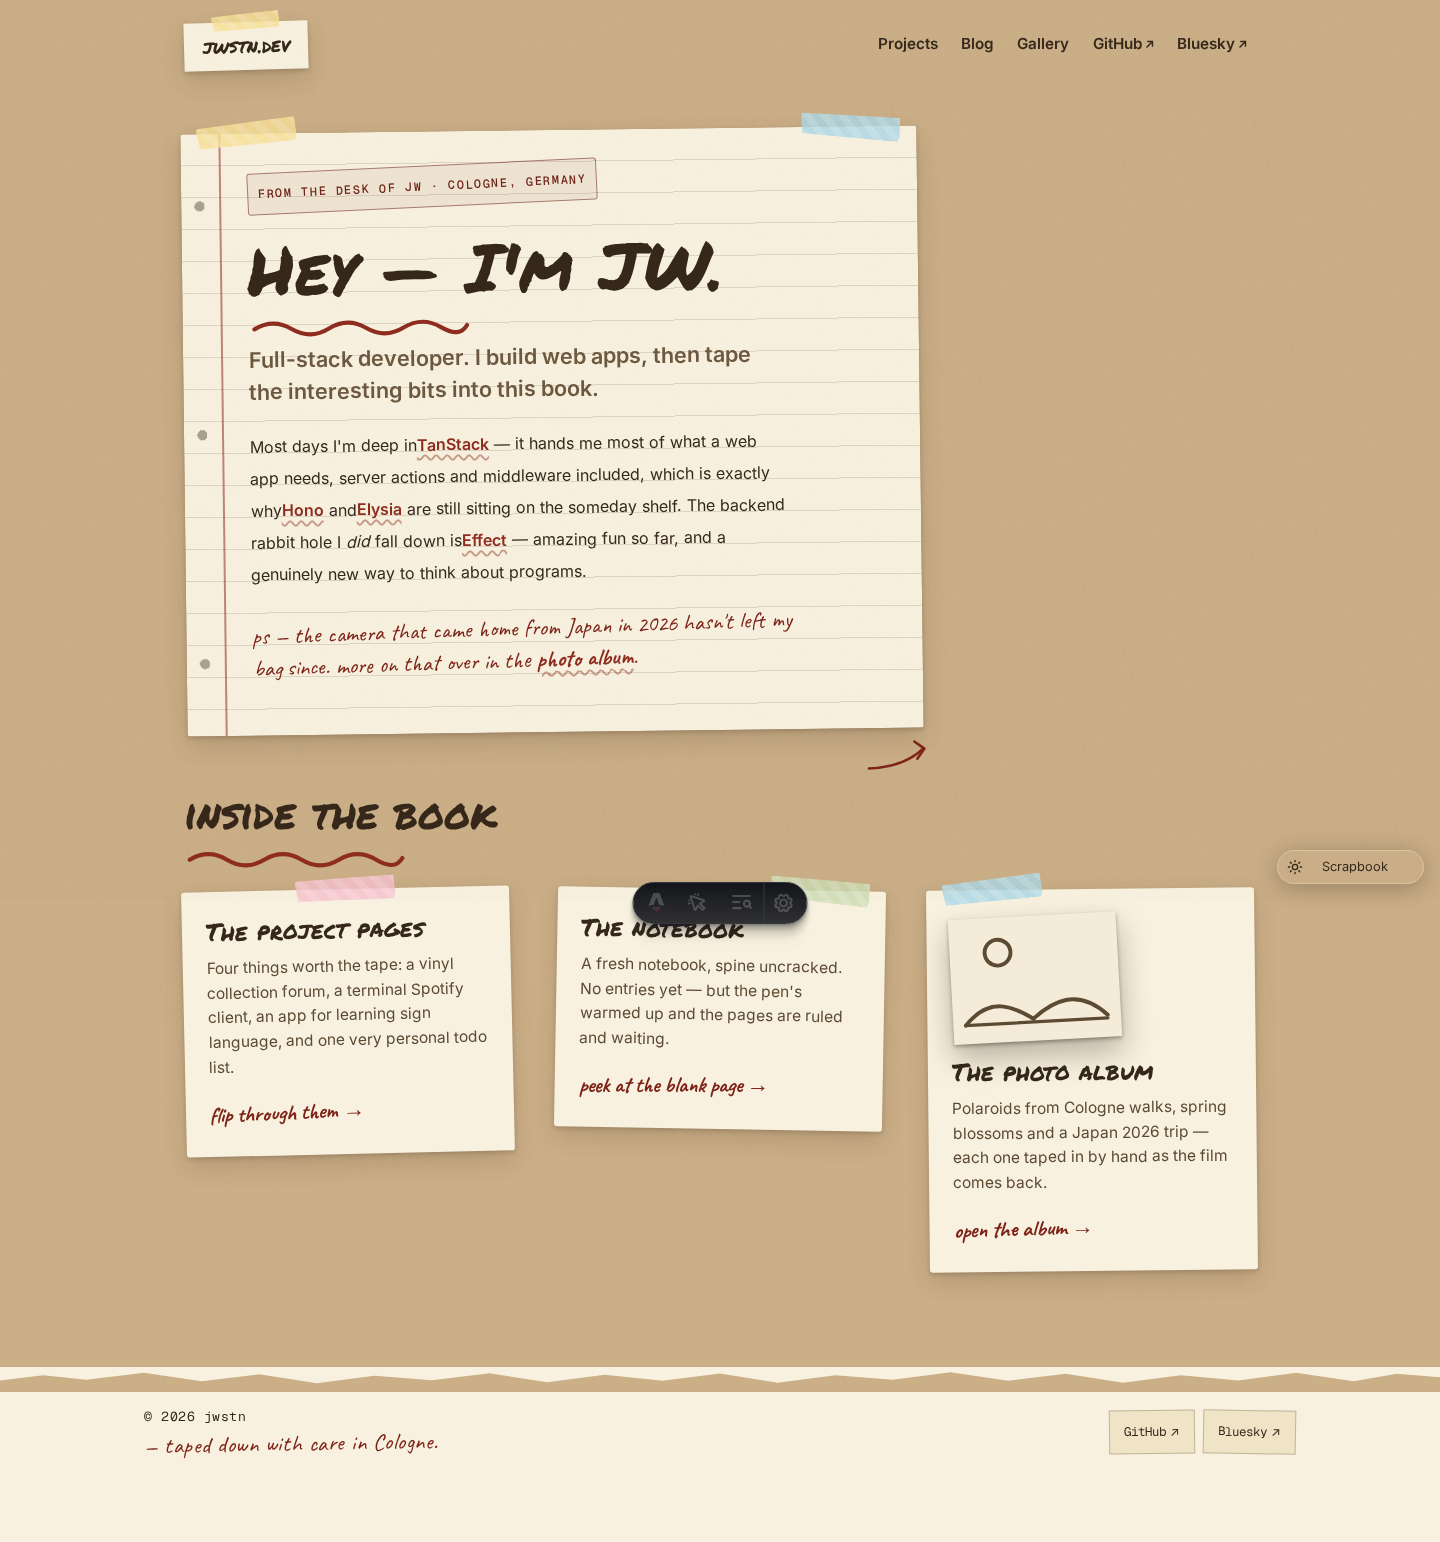 JWSTN.DEV
Projects Blog Gallery GitHub↗ Bluesky↗
FROM THE DESK OF JW · COLOGNE, GERMANY
HEY — I'M JW.
Full-stack developer. I build web apps, then tape
the interesting bits into this book.
Most days I'm deep inTanStack — it hands me most of what a web
app needs, server actions and middleware included, which is exactly
whyHono andElysia are still sitting on the someday shelf. The backend
rabbit hole I did fall down isEffect — amazing fun so far, and a
genuinely new way to think about programs.
ps — the camera that came home from Japan in 2026 hasn't left my
bag since. more on that over in the photo album.
INSIDE THE BOOK
Scrapbook
THE PROJECT PAGES
Four things worth the tape: a vinyl
collection forum, a terminal Spotify
client, an app for learning sign
language, and one very personal todo
list.
flip through them →
THE NOTEBOOK
A fresh notebook, spine uncracked.
No entries yet — but the pen's
warmed up and the pages are ruled
and waiting.
peek at the blank page →
THE PHOTO ALBUM
Polaroids from Cologne walks, spring
blossoms and a Japan 2026 trip —
each one taped in by hand as the film
comes back.
open the album →
© 2026 jwstn
— taped down with care in Cologne.
GitHub ↗ Bluesky ↗